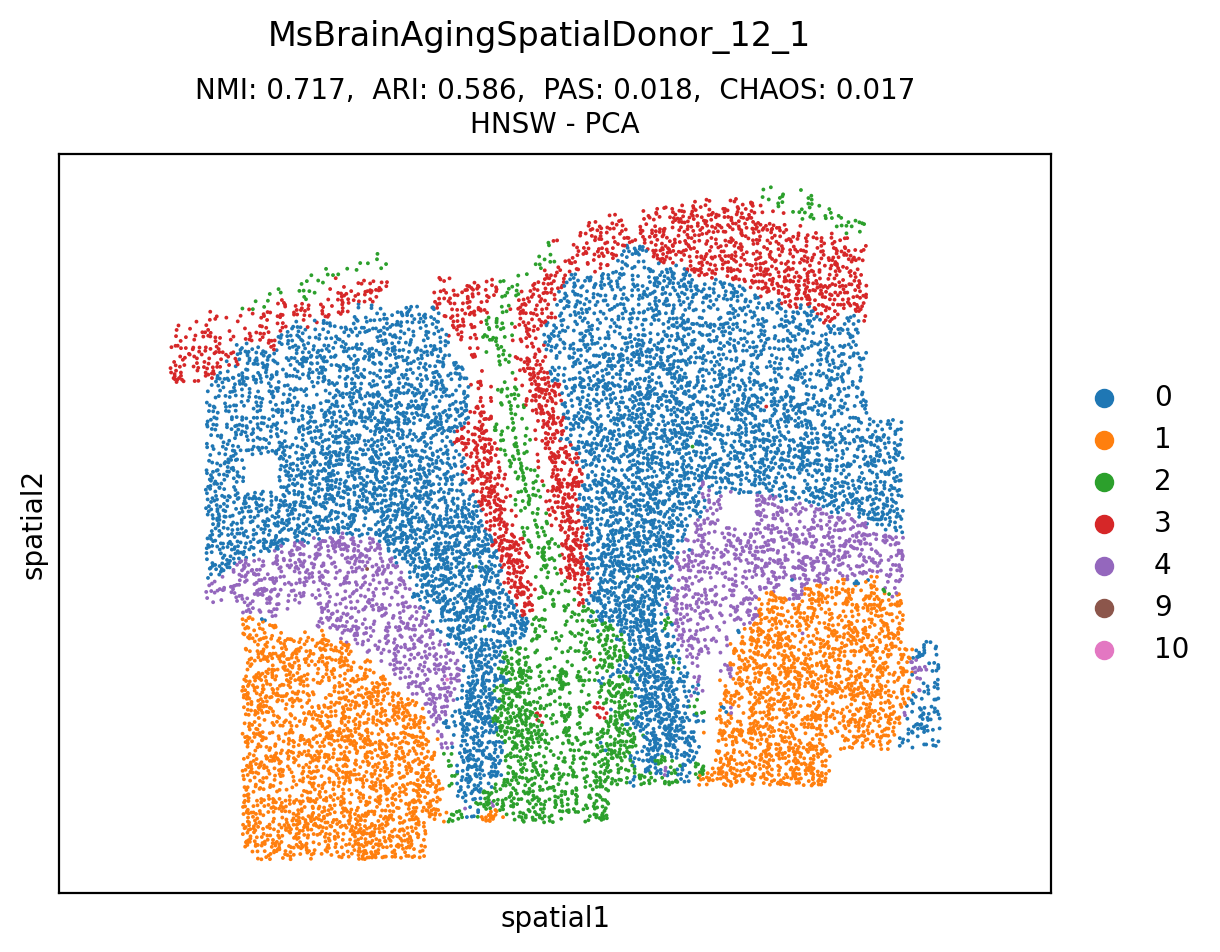 MsBrainAgingSpatialDonor_12_1
NMI: 0.717,  ARI: 0.586,  PAS: 0.018,  CHAOS: 0.017
HNSW - PCA
spatial2
0
1
2
3
4
9
10
spatial1